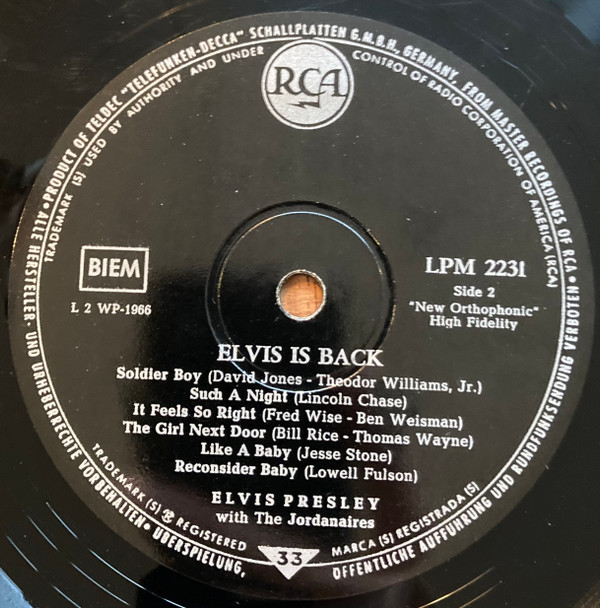 PRODUCT OF TELDEC "TELEFUNKEN-DECCA" SCHALLPLATTEN G.M.B.H., GERMANY, FROM MASTER RECORDINGS OF RCA •
ALLE HERSTELLER- UND URHEBERRECHTE VORBEHALTEN • ÜBERSPIELUNG,
ÖFFENTLICHE AUFFÜHRUNG UND RUNDFUNKSENDUNG VERBOTEN •
TRADEMARK (S) USED BY AUTHORITY AND UNDER
CONTROL OF RADIO CORPORATION OF AMERICA (RCA)
RCA
BIEM
L 2 WP-1966
LPM 2231
Side 2
"New Orthophonic"
High Fidelity
ELVIS IS BACK
Soldier Boy (David Jones - Theodor Williams, Jr.)
Such A Night (Lincoln Chase)
It Feels So Right (Fred Wise - Ben Weisman)
The Girl Next Door (Bill Rice - Thomas Wayne)
Like A Baby (Jesse Stone)
Reconsider Baby (Lowell Fulson)
ELVIS PRESLEY
with The Jordanaires
TRADEMARK (S) ® REGISTERED
33
MARCA (S) REGISTRADA (S)